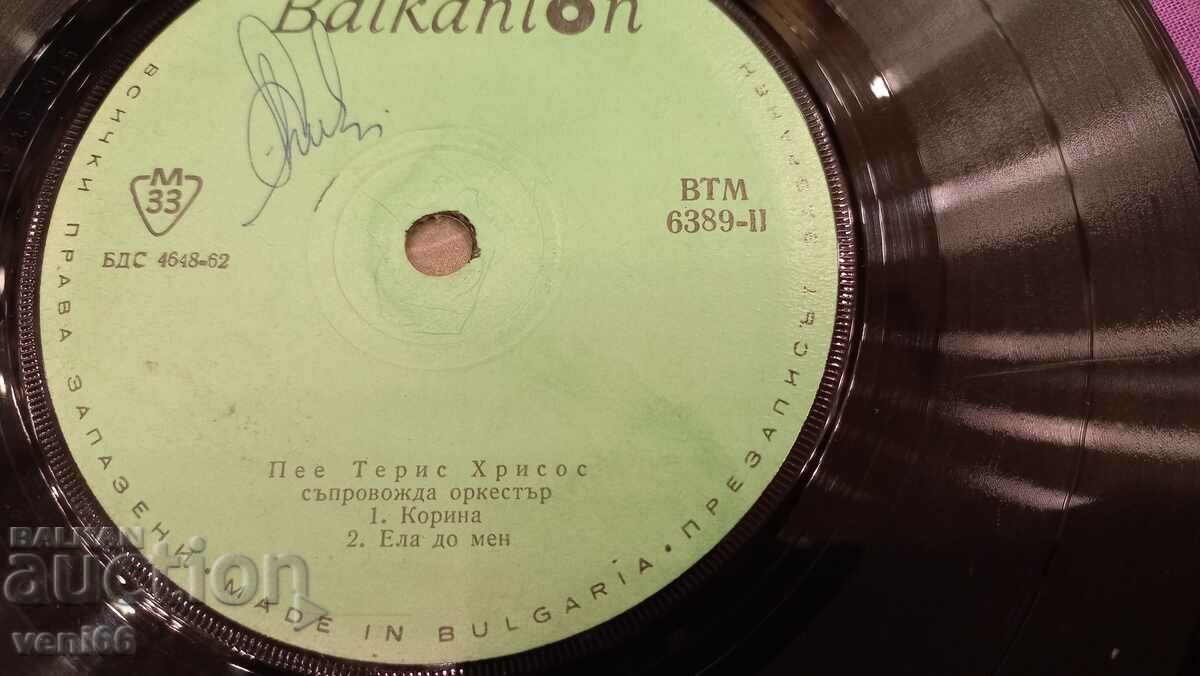 Balkanton
М
33
БДС 4648-62
ВТМ
6389-II
Пее Терис Хрисос
съпровожда оркестър
1. Корина
2. Ела до мен
ВСИЧКИ ПРАВА ЗАПАЗЕНИ • MADE IN BULGARIA • ПРЕЗАПИСЪТ
BALKAN
auction
veni66